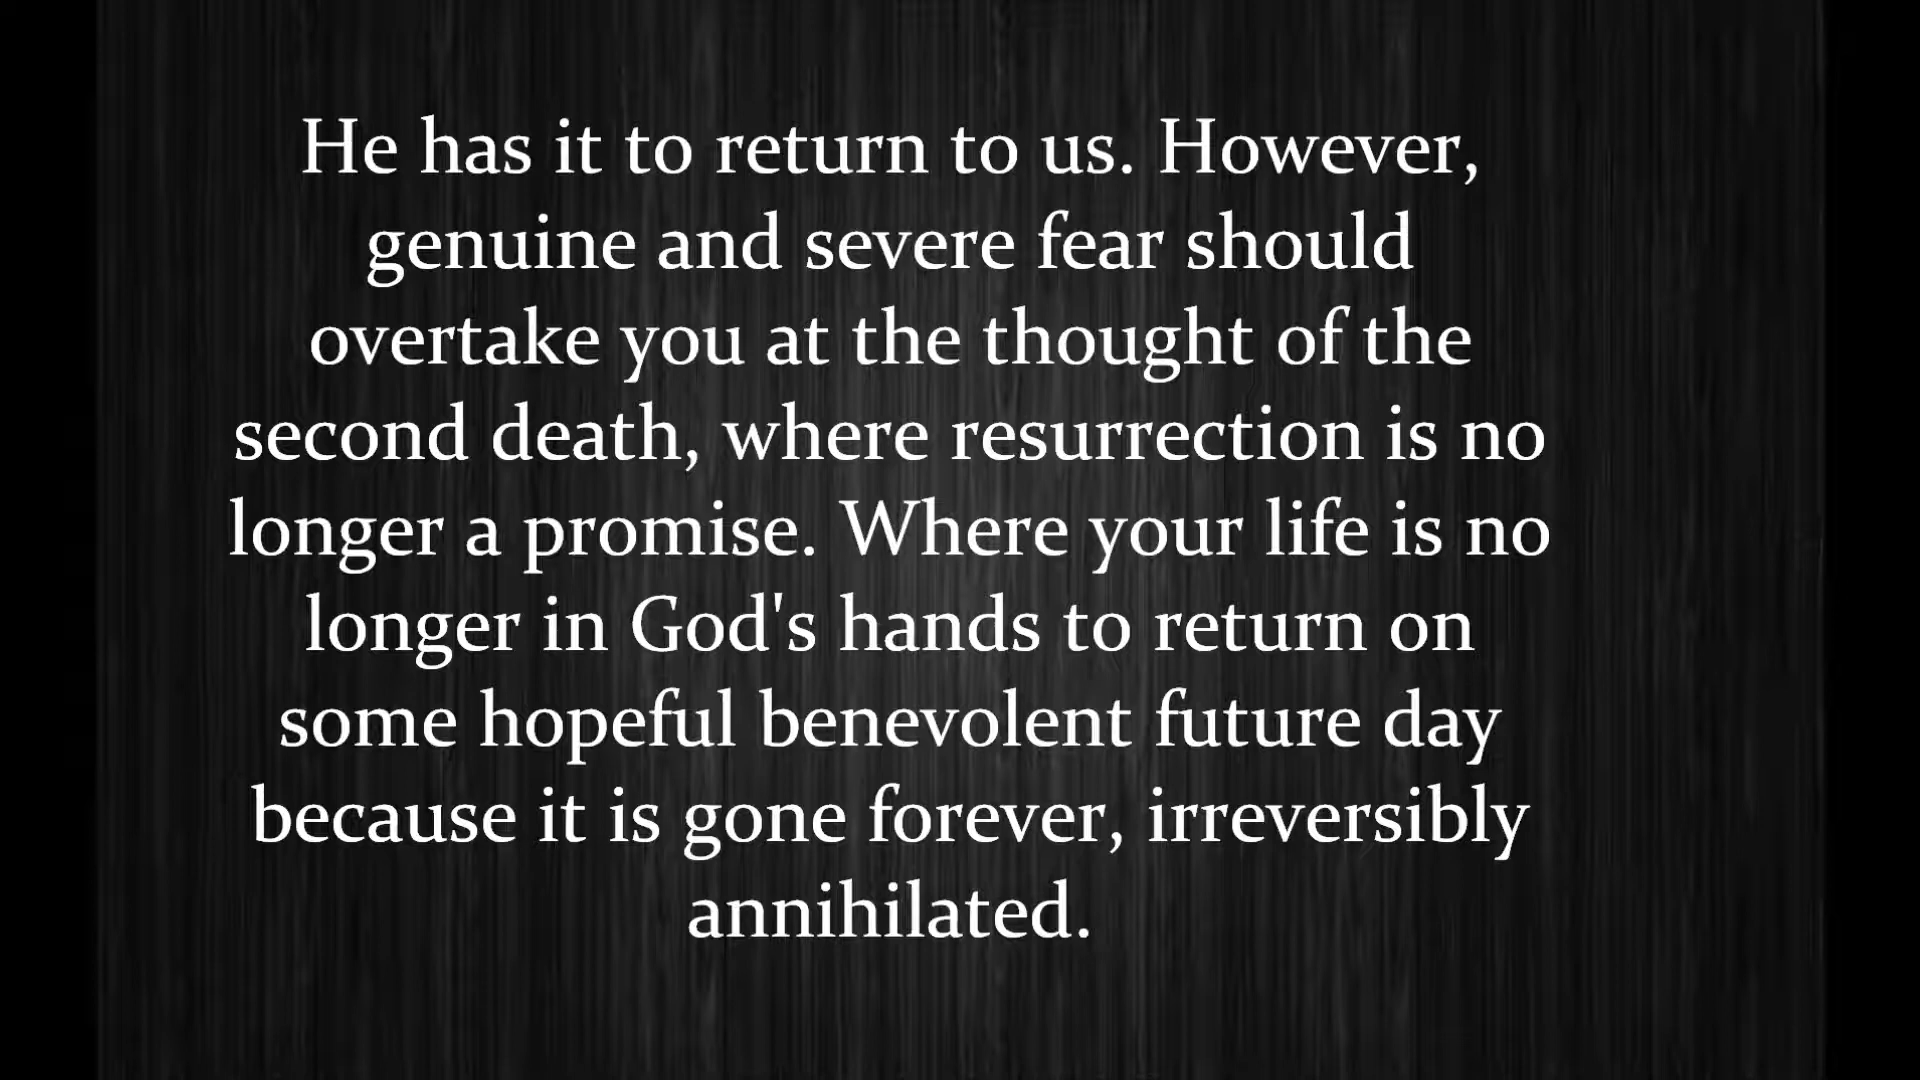 He has it to return to us. However,
genuine and severe fear should
overtake you at the thought of the
second death, where resurrection is no
longer a promise. Where your life is no
longer in God's hands to return on
some hopeful benevolent future day
because it is gone forever, irreversibly
annihilated.